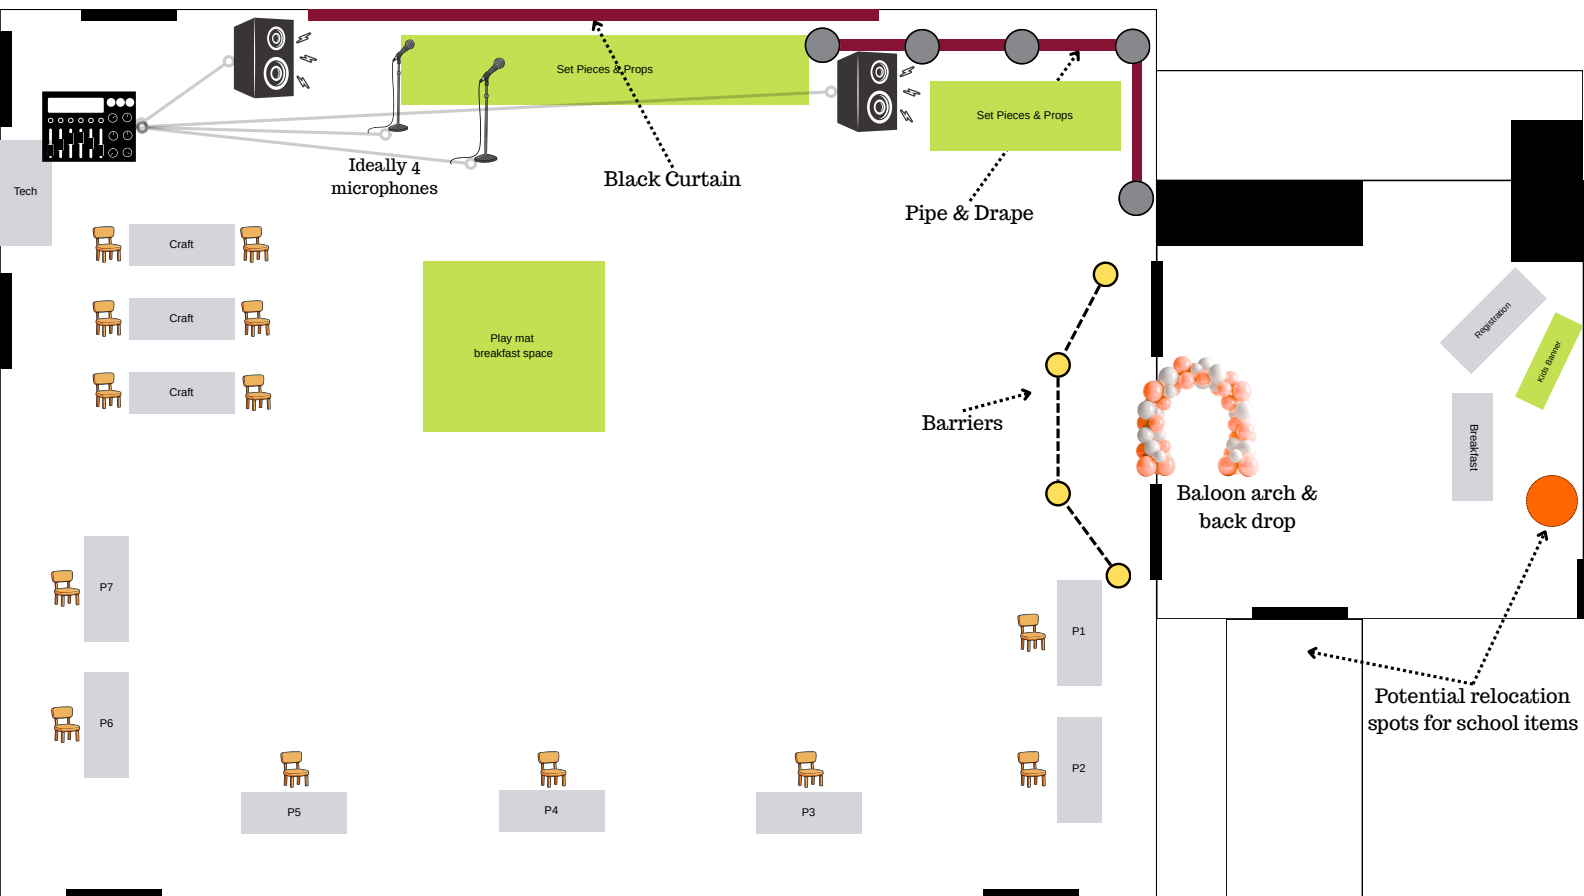 Set Pieces & Props
Set Pieces & Props
Ideally 4
microphones
Black Curtain
Pipe & Drape
Tech
Craft
Craft
Craft
Play mat
breakfast space
Registration
Kids Banner
Barriers
Breakfast
Baloon arch &
back drop
P7
P1
P6
P2
P5
P4
P3
Potential relocation
spots for school items